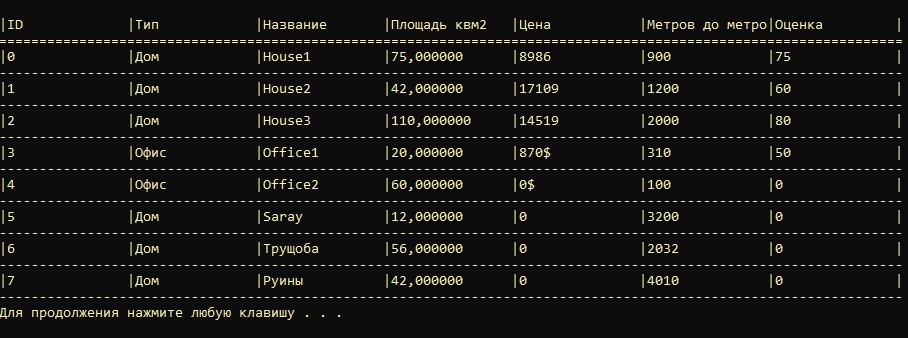 |ID |Тип |Название |Площадь квм2 |Цена |Метров до метро|Оценка |
|0 |Дом |House1 |75,000000 |8986 |900 |75 |
|1 |Дом |House2 |42,000000 |17109 |1200 |60 |
|2 |Дом |House3 |110,000000 |14519 |2000 |80 |
|3 |Офис |Office1 |20,000000 |870$ |310 |50 |
|4 |Офис |Office2 |60,000000 |0$ |100 |0 |
|5 |Дом |Saray |12,000000 |0 |3200 |0 |
|6 |Дом |Трущоба |56,000000 |0 |2032 |0 |
|7 |Дом |Руины |42,000000 |0 |4010 |0 |
Для продолжения нажмите любую клавишу . . .